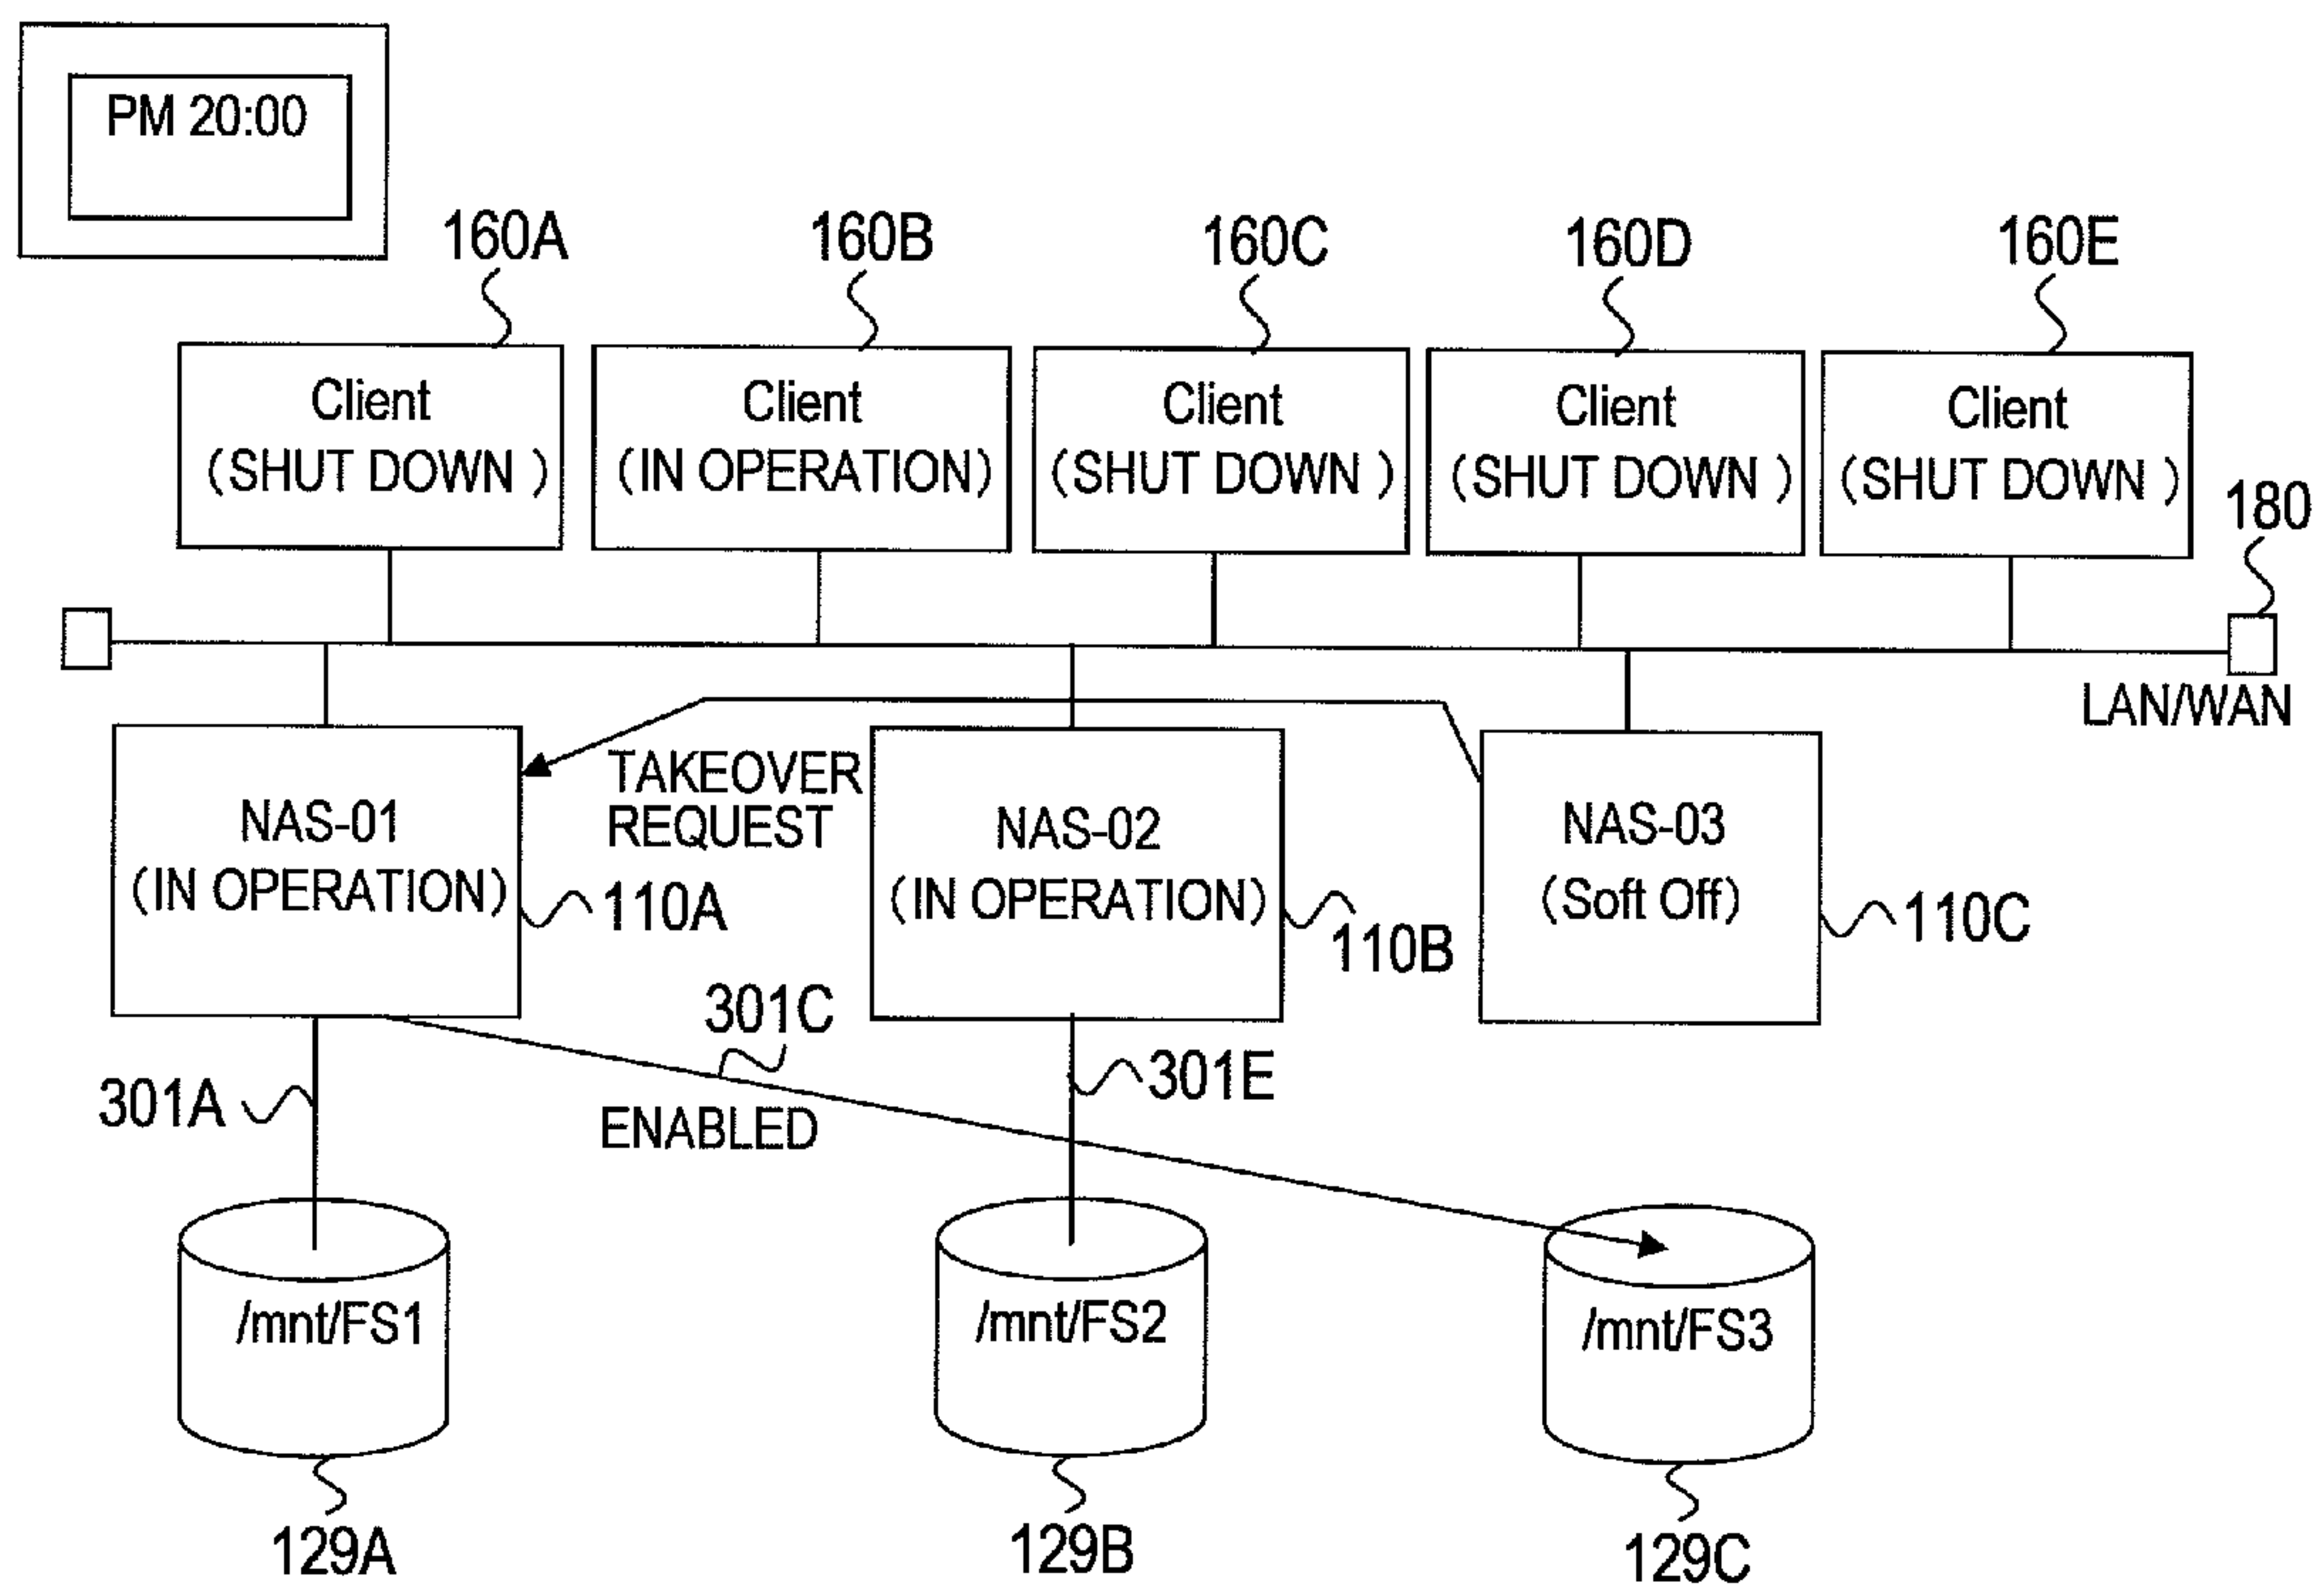 PM 20:00
160A
160B
160C
160D
160E
Client
(SHUT DOWN )
Client
(IN OPERATION)
Client
(SHUT DOWN )
Client
(SHUT DOWN )
Client
(SHUT DOWN )
180
LAN/WAN
TAKEOVER
REQUEST
NAS-01
(IN OPERATION)
110A
NAS-02
(IN OPERATION)
110B
NAS-03
(Soft Off)
110C
301C
301A
301E
ENABLED
/mnt/FS1
/mnt/FS2
/mnt/FS3
129A
129B
129C